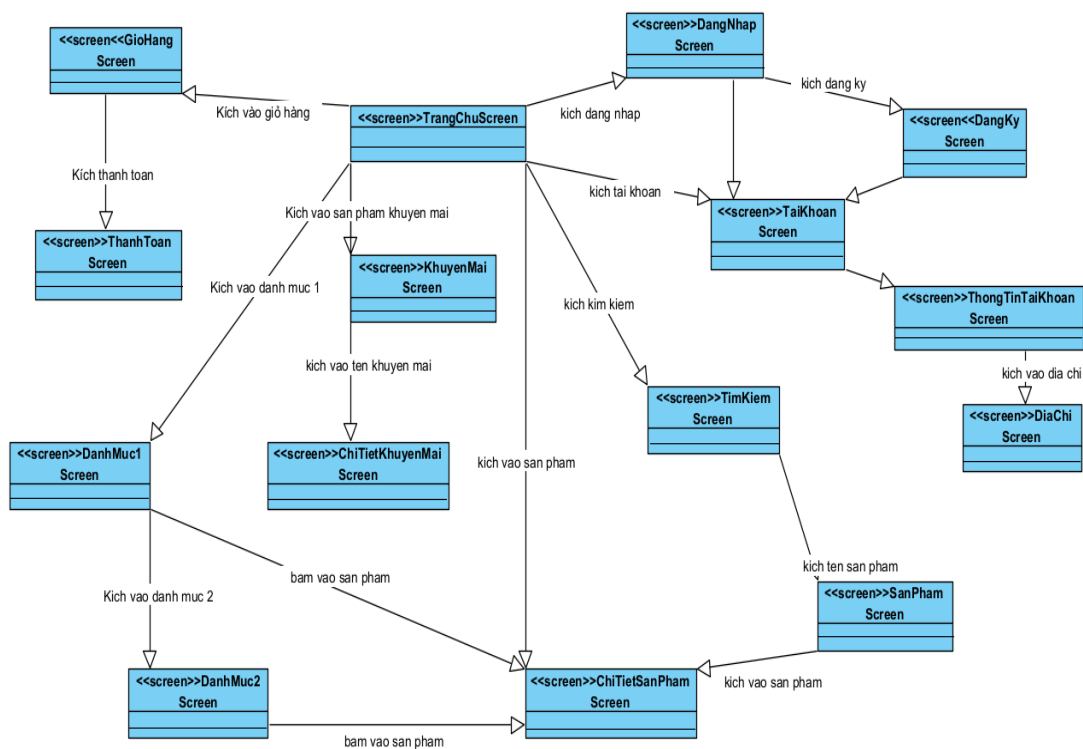 <<screen<<GioHang
Screen
<<screen>>DangNhap
Screen
kich dang ky
Kích vào giỏ hàng
<<screen>>TrangChuScreen
kich dang nhap
<<screen<<DangKy
Screen
Kích thanh toan
kich tai khoan
<<screen>>TaiKhoan
Screen
Kich vao san pham khuyen mai
<<screen>>ThanhToan
Screen
<<screen>>KhuyenMai
Screen
Kich vao danh muc 1
kich kim kiem
<<screen>>ThongTinTaiKhoan
Screen
kich vao ten khuyen mai
kich vao dia chi
<<screen>>TimKiem
Screen
<<screen>>DiaChi
Screen
<<screen>>DanhMuc1
Screen
<<screen>>ChiTietKhuyenMai
Screen
kich vao san pham
kich ten san pham
bam vao san pham
Kich vao danh muc 2
<<screen>>SanPham
Screen
<<screen>>DanhMuc2
Screen
<<screen>>ChiTietSanPham
Screen
kich vao san pham
bam vao san pham